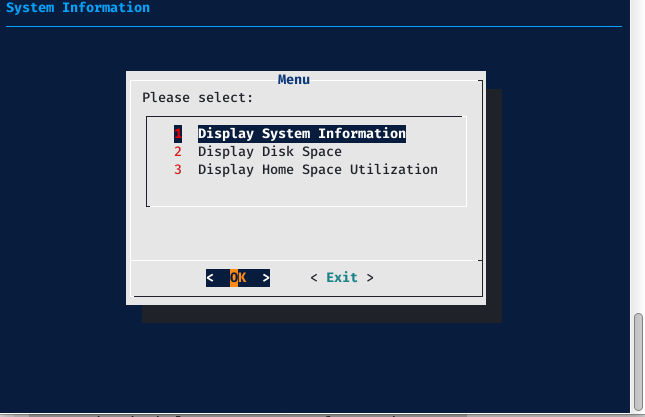 System Information
Menu
Please select:
1 Display System Information
2 Display Disk Space
3 Display Home Space Utilization
< OK > < Exit >